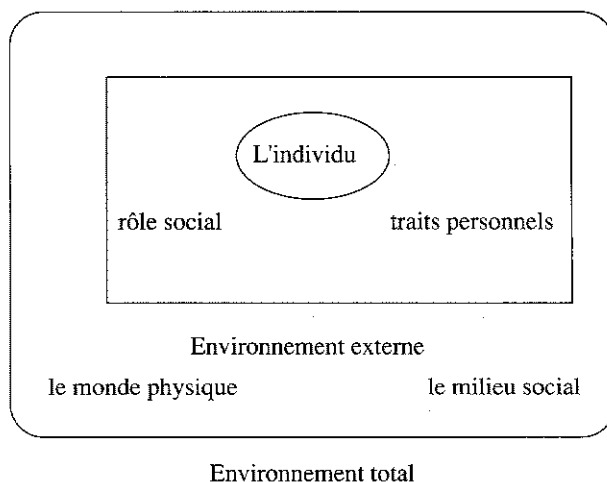 L'individu
rôle social
traits personnels
Environnement externe
le monde physique
le milieu social
Environnement total